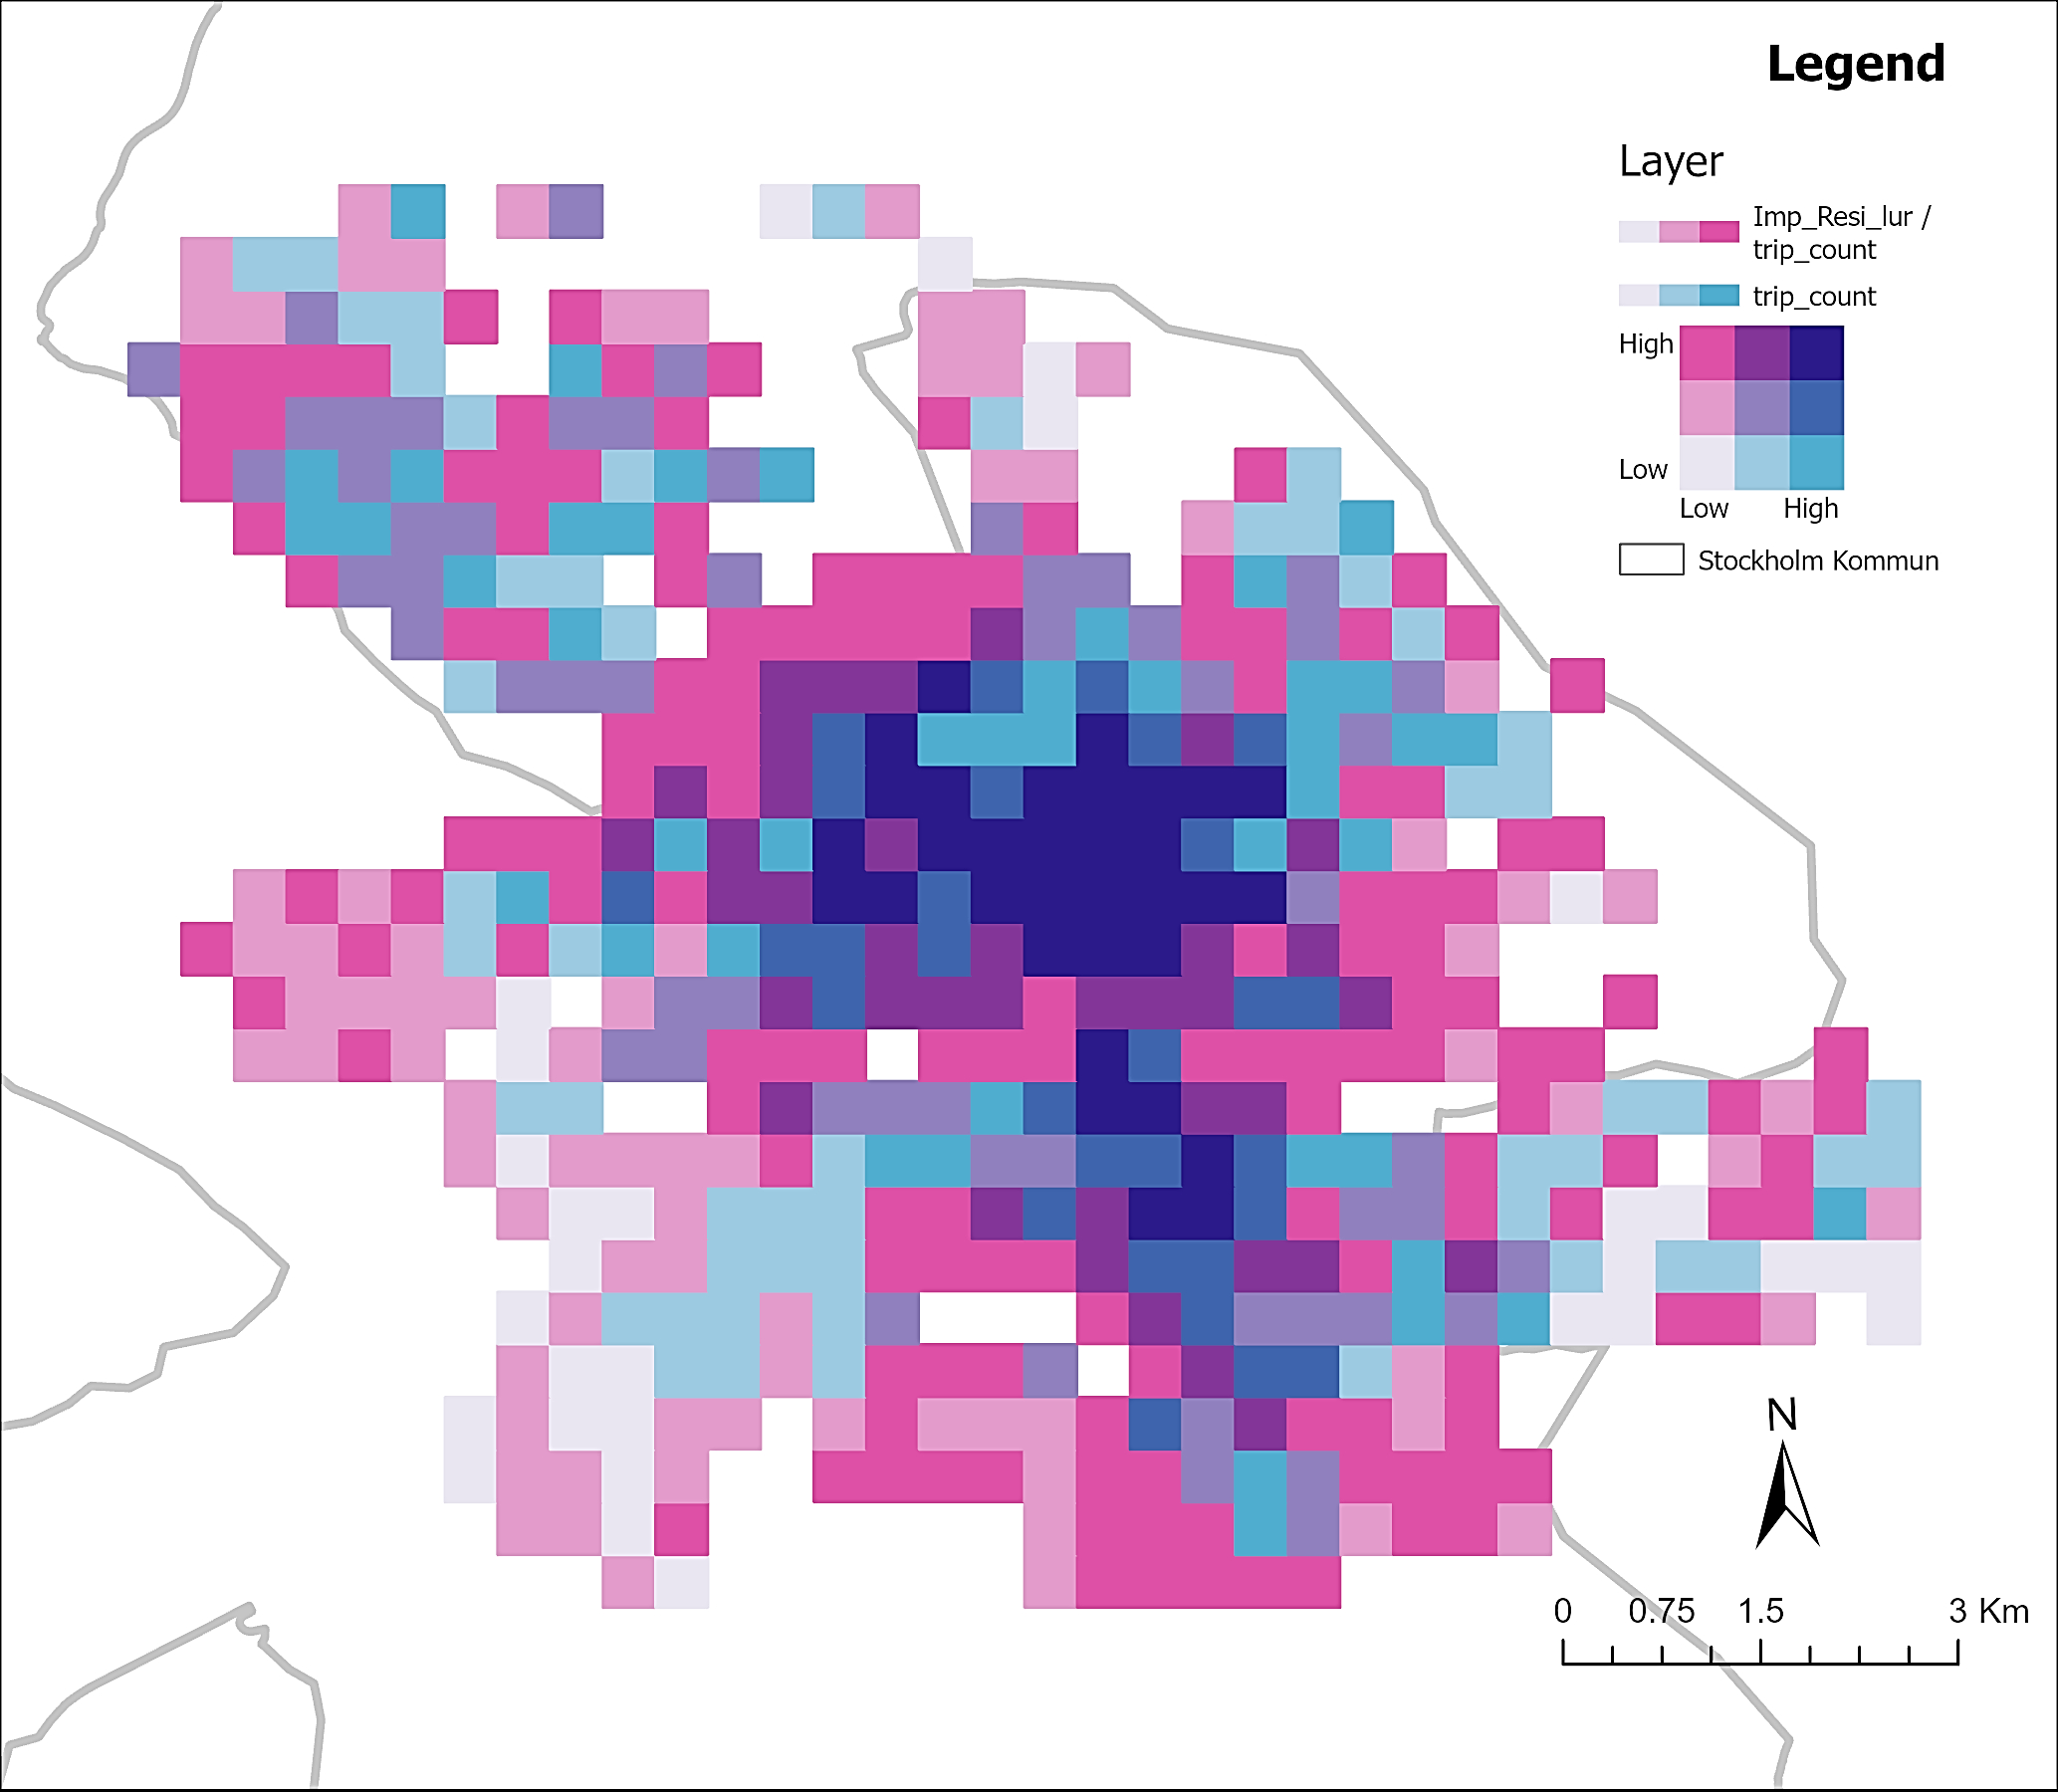 Legend
Layer
Imp_Resi_lur /
trip_count
trip_count
High
Low
Low High
Stockholm Kommun
N
0 0.75 1.5 3 Km